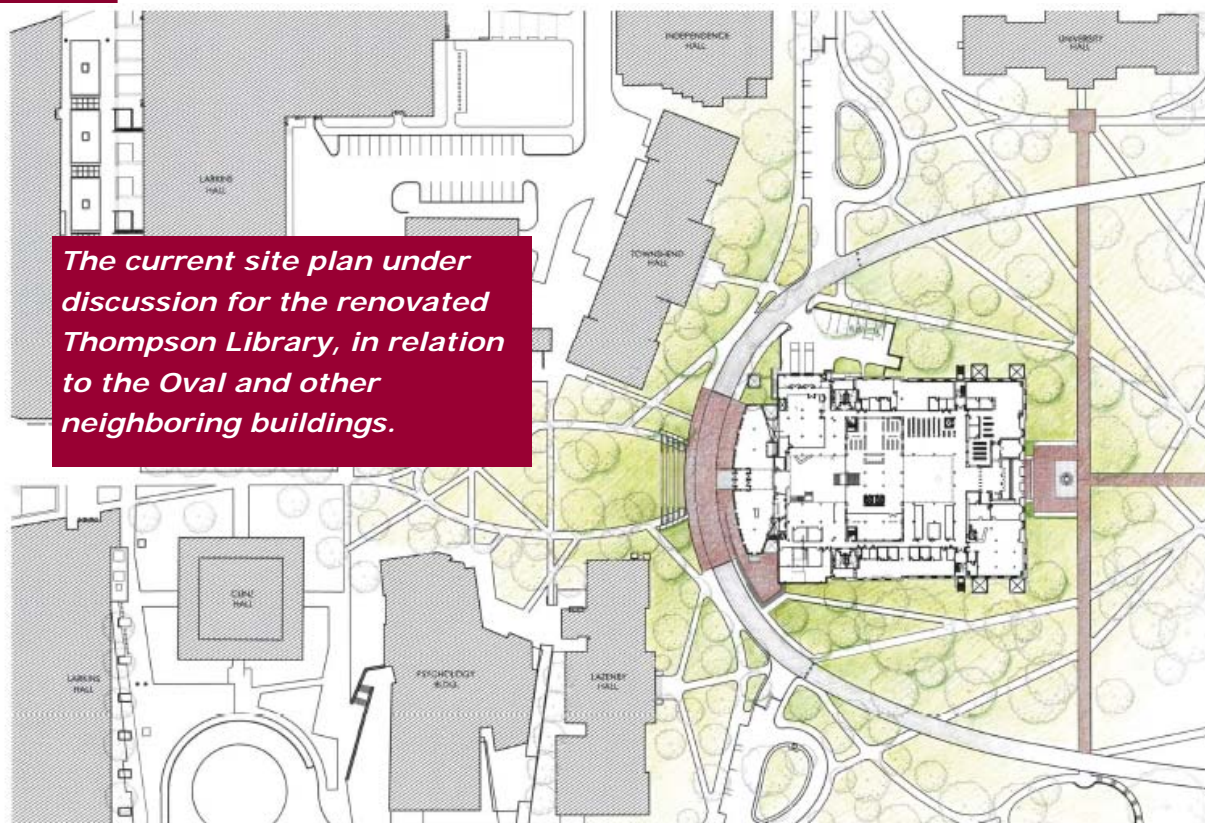 INDEPENDENCE
HALL
UNIVERSITY
HALL
LARKINS
HALL
TOWNSHEND
HALL
The current site plan under
discussion for the renovated
Thompson Library, in relation
to the Oval and other
neighboring buildings.
CUNZ
HALL
LARKINS
HALL
PSYCHOLOGY
BLDG.
LAZENBY
HALL